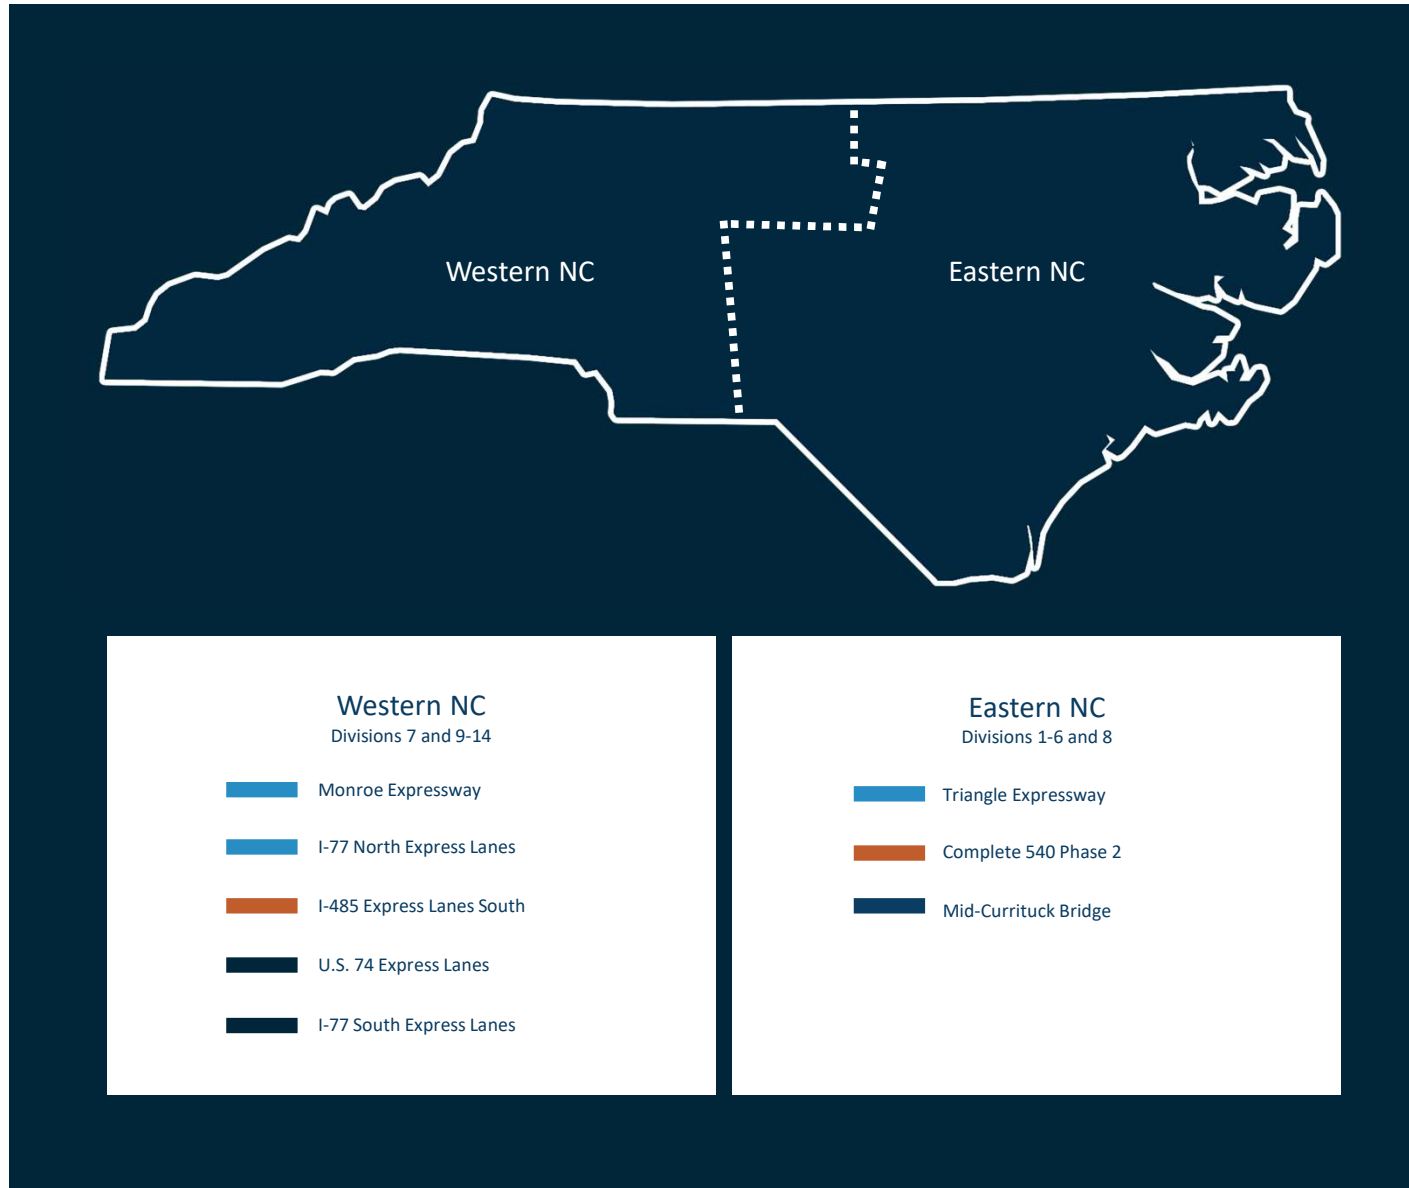 Western NC
Eastern NC
Western NC
Divisions 7 and 9-14
Monroe Expressway
I-77 North Express Lanes
I-485 Express Lanes South
U.S. 74 Express Lanes
I-77 South Express Lanes
Eastern NC
Divisions 1-6 and 8
Triangle Expressway
Complete 540 Phase 2
Mid-Currituck Bridge